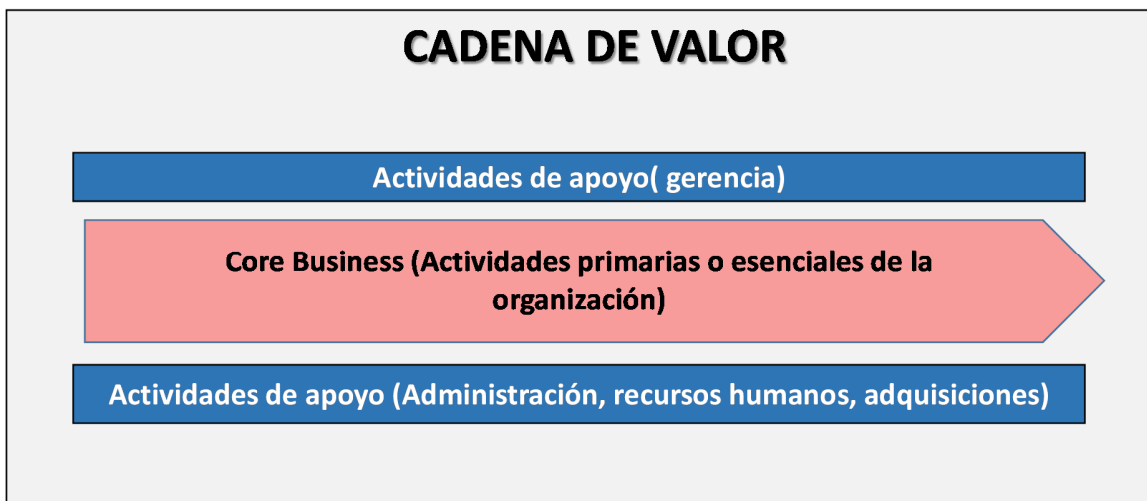 CADENA DE VALOR
Actividades de apoyo( gerencia)
Core Business (Actividades primarias o esenciales de la
organización)
Actividades de apoyo (Administración, recursos humanos, adquisiciones)